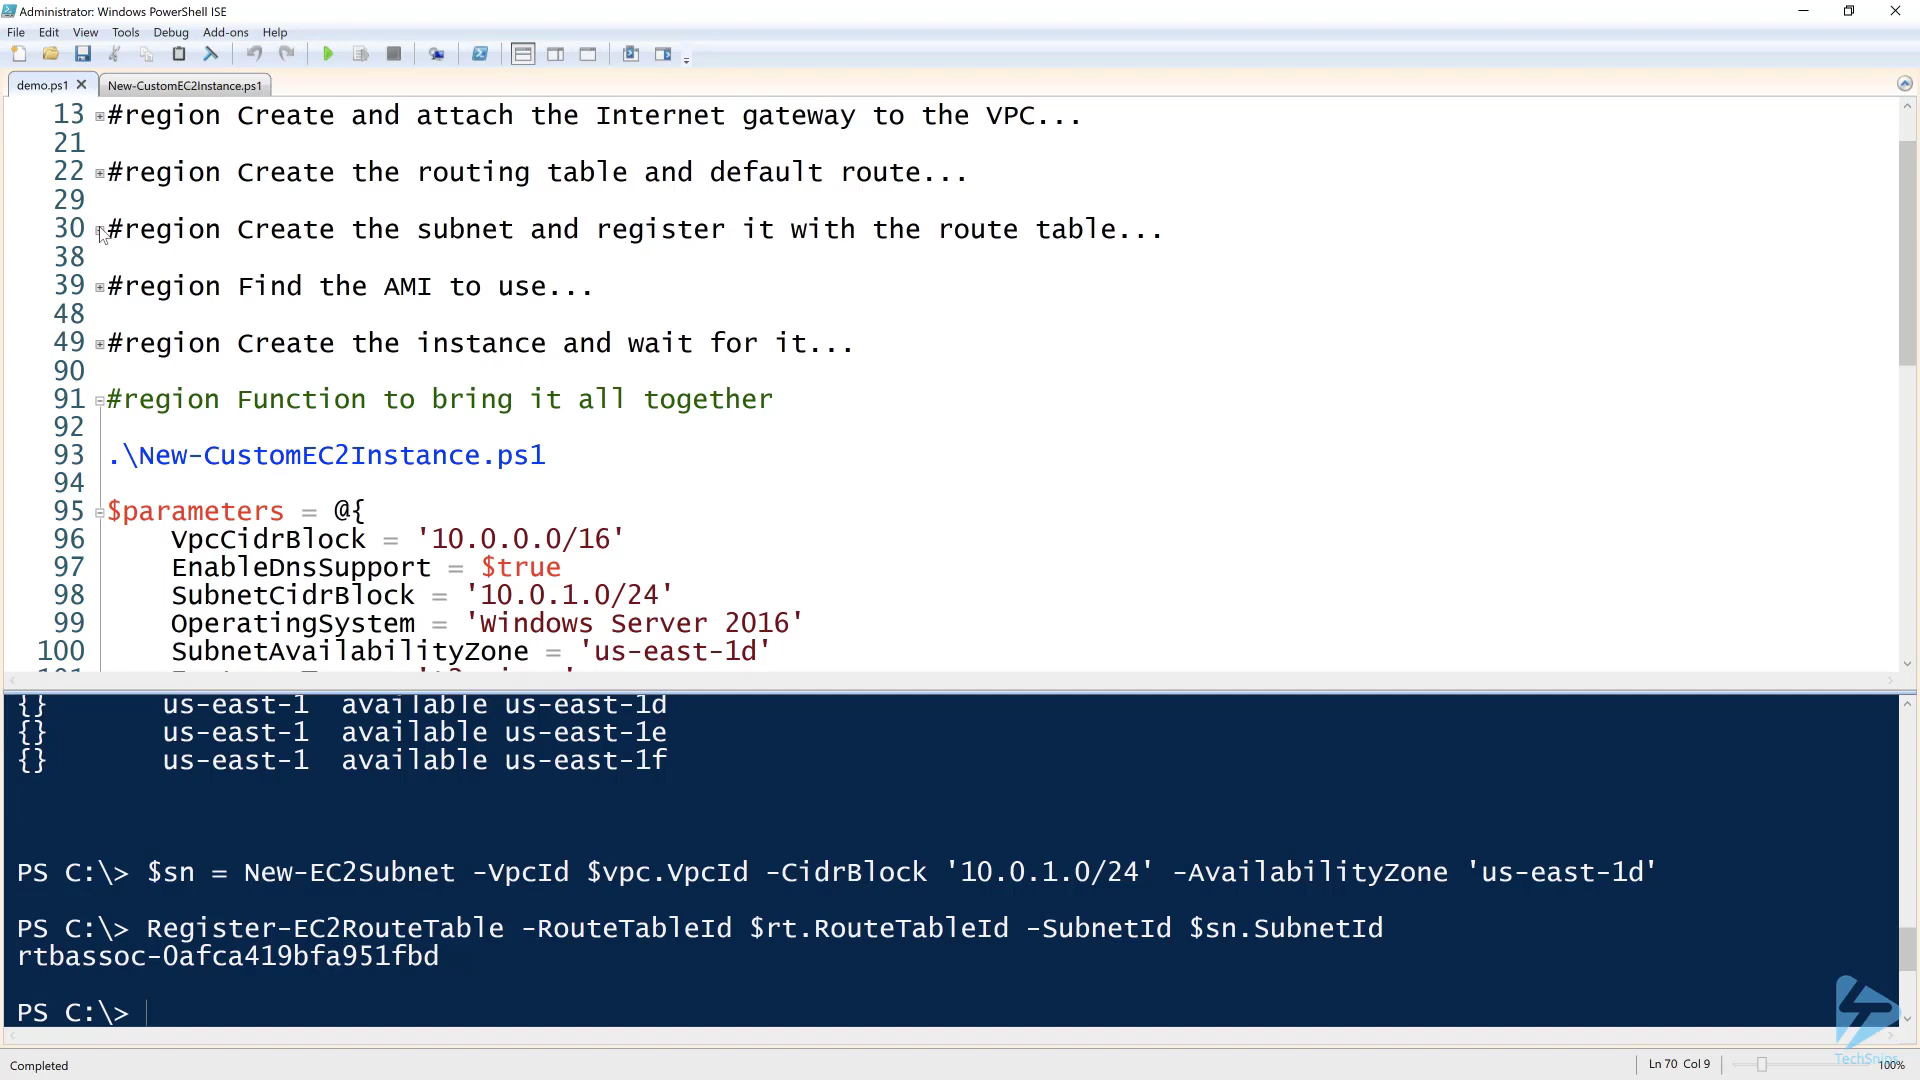 Administrator: Windows PowerShell ISE
File Edit View Tools Debug Add-ons Help
demo.ps1 New-CustomEC2Instance.ps1
13 #region Create and attach the Internet gateway to the VPC...
21
22 #region Create the routing table and default route...
29
30 #region Create the subnet and register it with the route table...
38
39 #region Find the AMI to use...
48
49 #region Create the instance and wait for it...
90
91 #region Function to bring it all together
92
93 .\New-CustomEC2Instance.ps1
94
95 $parameters = @{
96 VpcCidrBlock = '10.0.0.0/16'
97 EnableDnsSupport = $true
98 SubnetCidrBlock = '10.0.1.0/24'
99 OperatingSystem = 'Windows Server 2016'
100 SubnetAvailabilityZone = 'us-east-1d'
{} us-east-1 available us-east-1d
{} us-east-1 available us-east-1e
{} us-east-1 available us-east-1f
PS C:\> $sn = New-EC2Subnet -VpcId $vpc.VpcId -CidrBlock '10.0.1.0/24' -AvailabilityZone 'us-east-1d'
PS C:\> Register-EC2RouteTable -RouteTableId $rt.RouteTableId -SubnetId $sn.SubnetId
rtbassoc-0afca419bfa951fbd
PS C:\>
TechSnips
Completed Ln 70 Col 9 100%